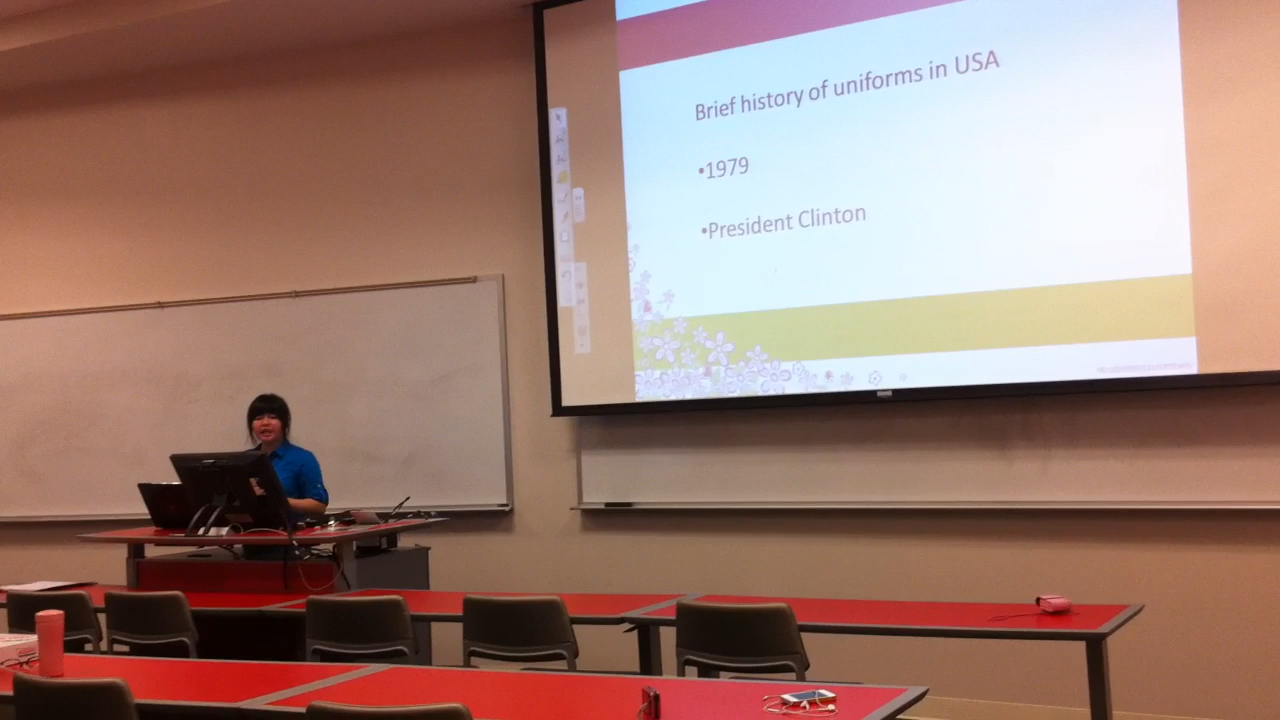 Brief history of uniforms in USA
•1979
•President Clinton